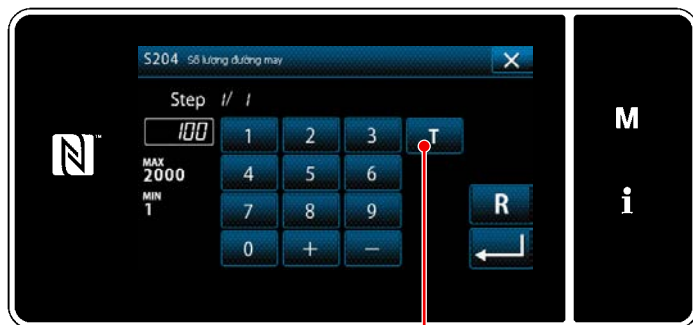 S204 Số lượng đường may
Step 1/ 1
100
1 2 3 T
MAX
2000
4 5 6
MIN
1
7 8 9 R
0 + −
M
i